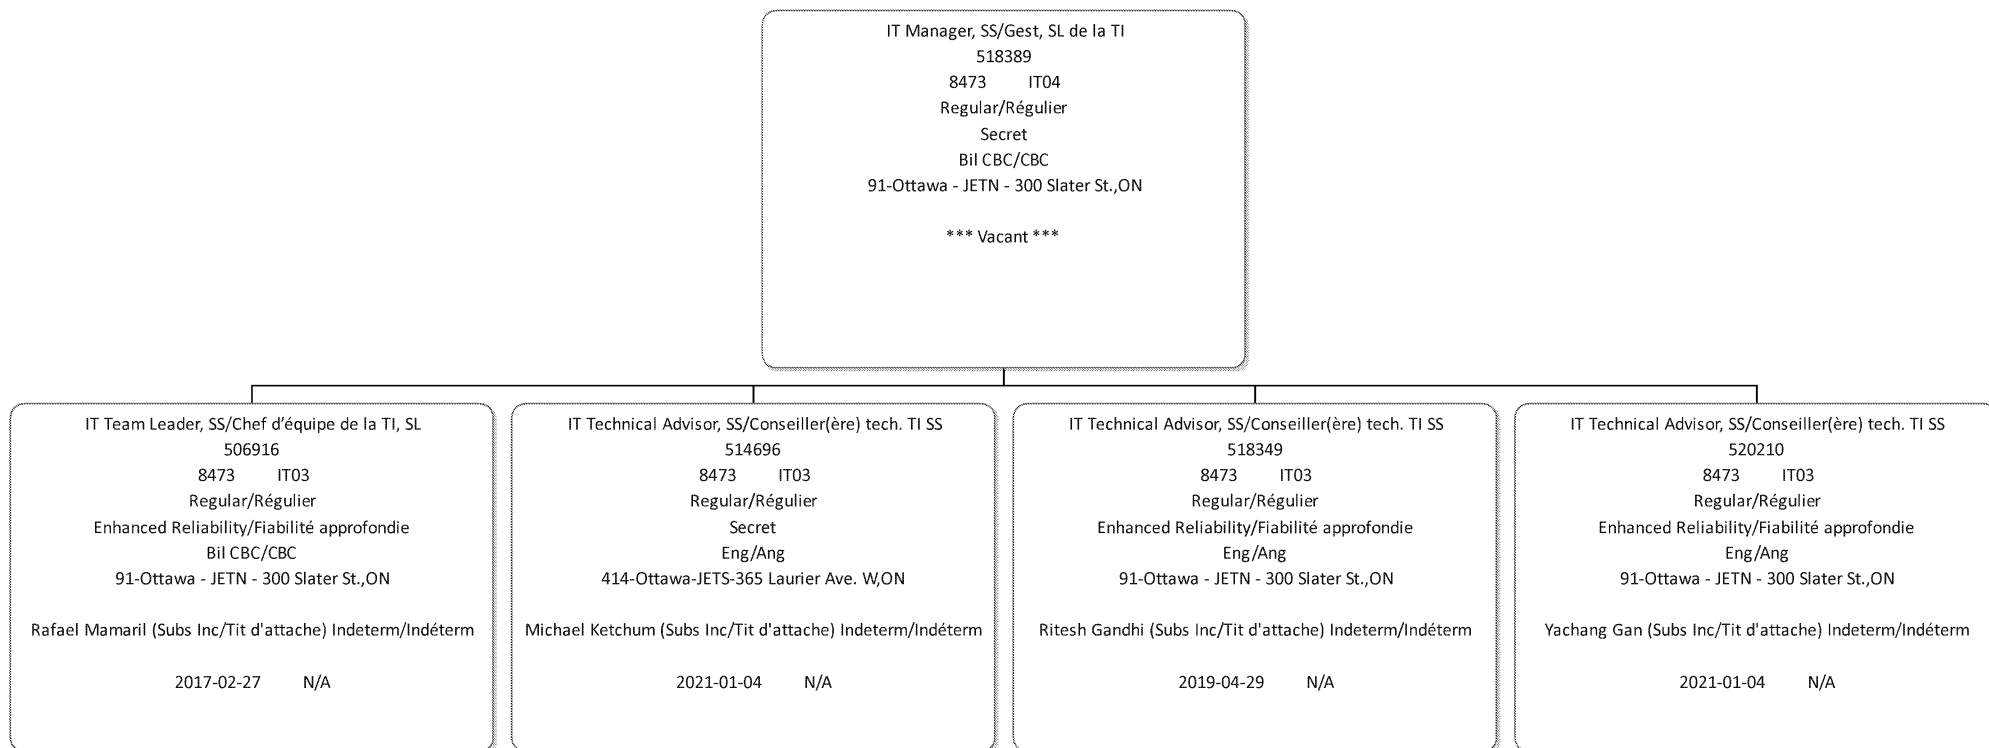 IT Manager, SS/Gest, SL de la TI
518389
8473 IT04
Regular/Régulier
Secret
Bil CBC/CBC
91-Ottawa - JETN - 300 Slater St.,ON
*** Vacant ***
IT Team Leader, SS/Chef d’équipe de la TI, SL
506916
8473 IT03
Regular/Régulier
Enhanced Reliability/Fiabilité approfondie
Bil CBC/CBC
91-Ottawa - JETN - 300 Slater St.,ON
Rafael Mamaril (Subs Inc/Tit d'attache) Indeterm/Indéterm
2017-02-27 N/A
IT Technical Advisor, SS/Conseiller(ère) tech. TI SS
514696
8473 IT03
Regular/Régulier
Secret
Eng/Ang
414-Ottawa-JETS-365 Laurier Ave. W,ON
Michael Ketchum (Subs Inc/Tit d'attache) Indeterm/Indéterm
2021-01-04 N/A
IT Technical Advisor, SS/Conseiller(ère) tech. TI SS
518349
8473 IT03
Regular/Régulier
Enhanced Reliability/Fiabilité approfondie
Eng/Ang
91-Ottawa - JETN - 300 Slater St.,ON
Ritesh Gandhi (Subs Inc/Tit d'attache) Indeterm/Indéterm
2019-04-29 N/A
IT Technical Advisor, SS/Conseiller(ère) tech. TI SS
520210
8473 IT03
Regular/Régulier
Enhanced Reliability/Fiabilité approfondie
Eng/Ang
91-Ottawa - JETN - 300 Slater St.,ON
Yachang Gan (Subs Inc/Tit d'attache) Indeterm/Indéterm
2021-01-04 N/A